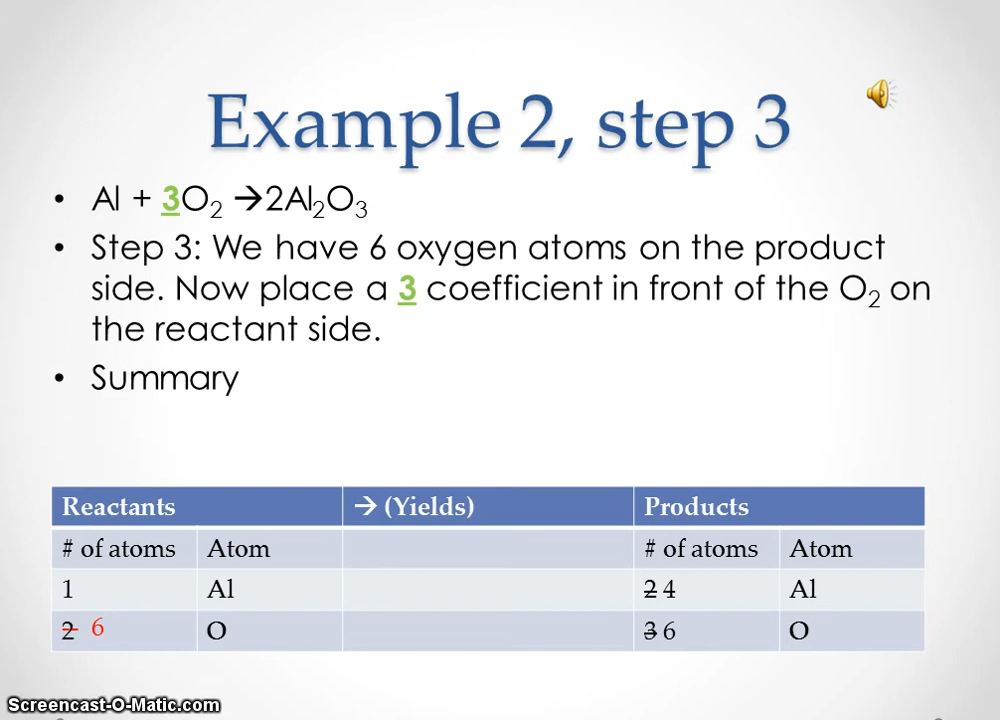 Example 2, step 3
• Al + 3O₂ →2Al₂O₃
• Step 3: We have 6 oxygen atoms on the product
side. Now place a 3 coefficient in front of the O₂ on
the reactant side.
• Summary
Reactants → (Yields) Products
# of atoms Atom # of atoms Atom
1 Al 2 4 Al
2 6 O 3 6 O
Screencast-O-Matic.com